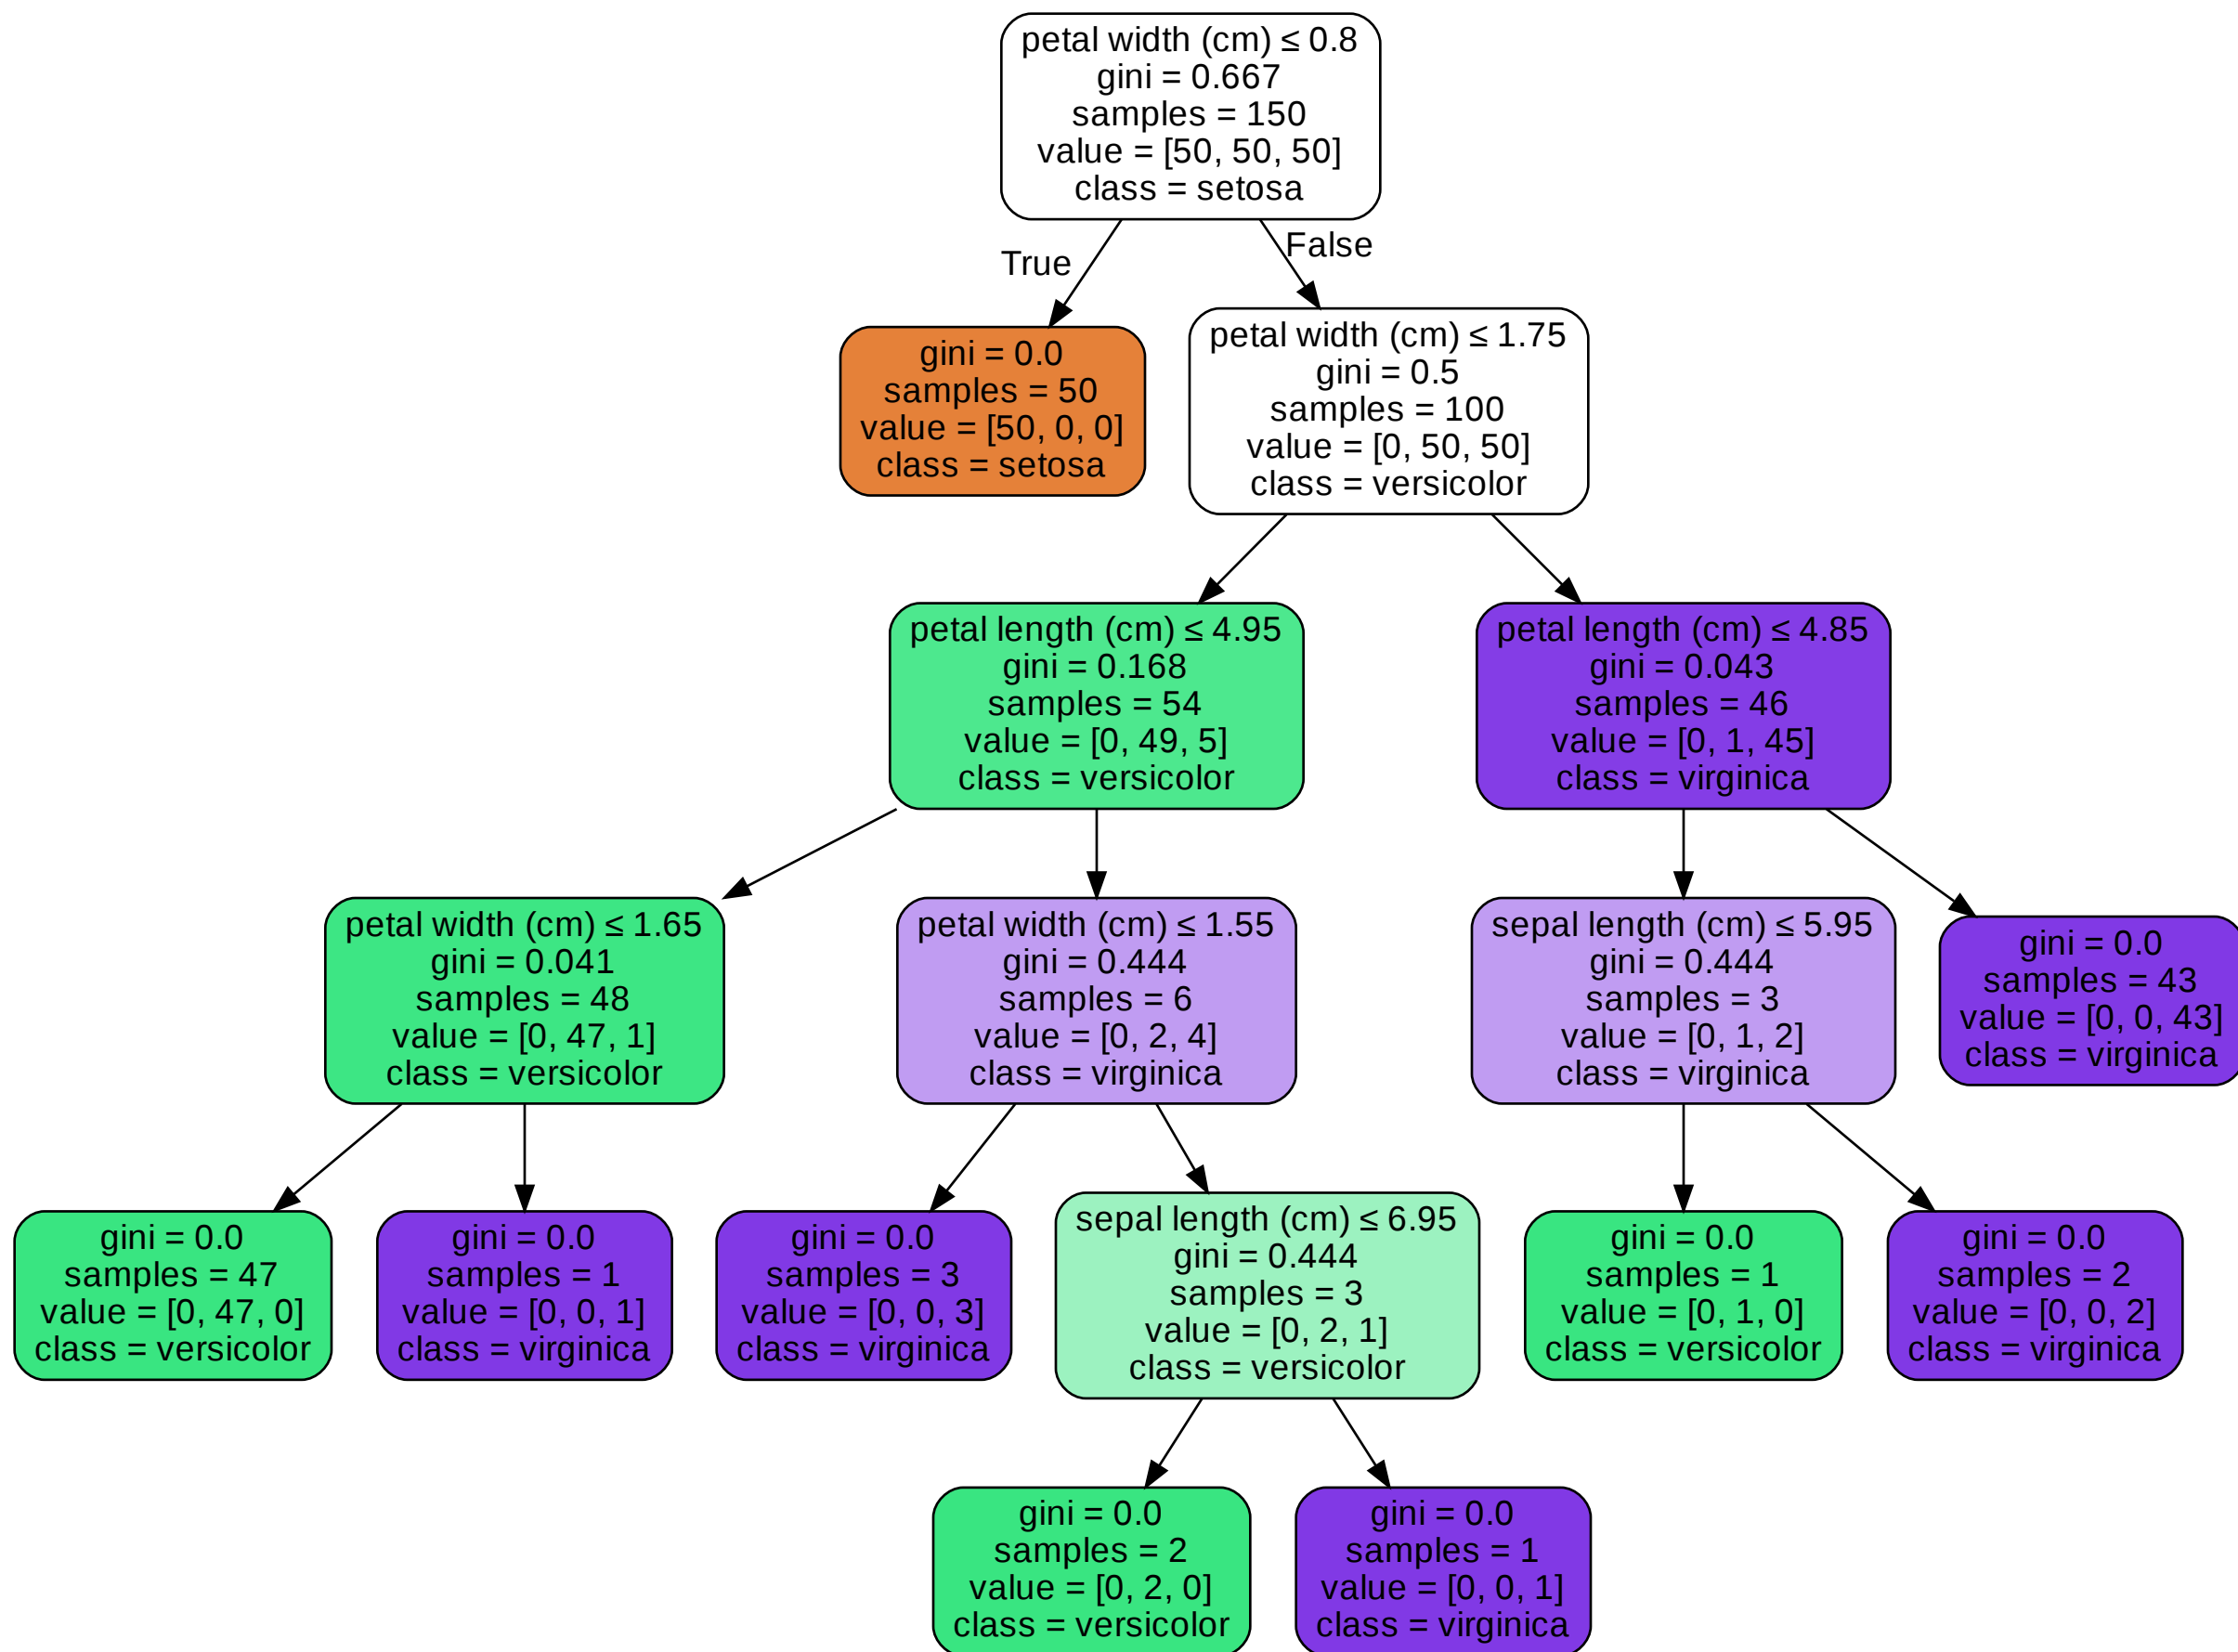 petal width (cm) ≤ 0.8
gini = 0.667
samples = 150
value = [50, 50, 50]
class = setosa
True
False
gini = 0.0
samples = 50
value = [50, 0, 0]
class = setosa
petal width (cm) ≤ 1.75
gini = 0.5
samples = 100
value = [0, 50, 50]
class = versicolor
petal length (cm) ≤ 4.95
gini = 0.168
samples = 54
value = [0, 49, 5]
class = versicolor
petal length (cm) ≤ 4.85
gini = 0.043
samples = 46
value = [0, 1, 45]
class = virginica
petal width (cm) ≤ 1.65
gini = 0.041
samples = 48
value = [0, 47, 1]
class = versicolor
petal width (cm) ≤ 1.55
gini = 0.444
samples = 6
value = [0, 2, 4]
class = virginica
sepal length (cm) ≤ 5.95
gini = 0.444
samples = 3
value = [0, 1, 2]
class = virginica
gini = 0.0
samples = 43
value = [0, 0, 43]
class = virginica
gini = 0.0
samples = 47
value = [0, 47, 0]
class = versicolor
gini = 0.0
samples = 1
value = [0, 0, 1]
class = virginica
gini = 0.0
samples = 3
value = [0, 0, 3]
class = virginica
sepal length (cm) ≤ 6.95
gini = 0.444
samples = 3
value = [0, 2, 1]
class = versicolor
gini = 0.0
samples = 1
value = [0, 1, 0]
class = versicolor
gini = 0.0
samples = 2
value = [0, 0, 2]
class = virginica
gini = 0.0
samples = 2
value = [0, 2, 0]
class = versicolor
gini = 0.0
samples = 1
value = [0, 0, 1]
class = virginica